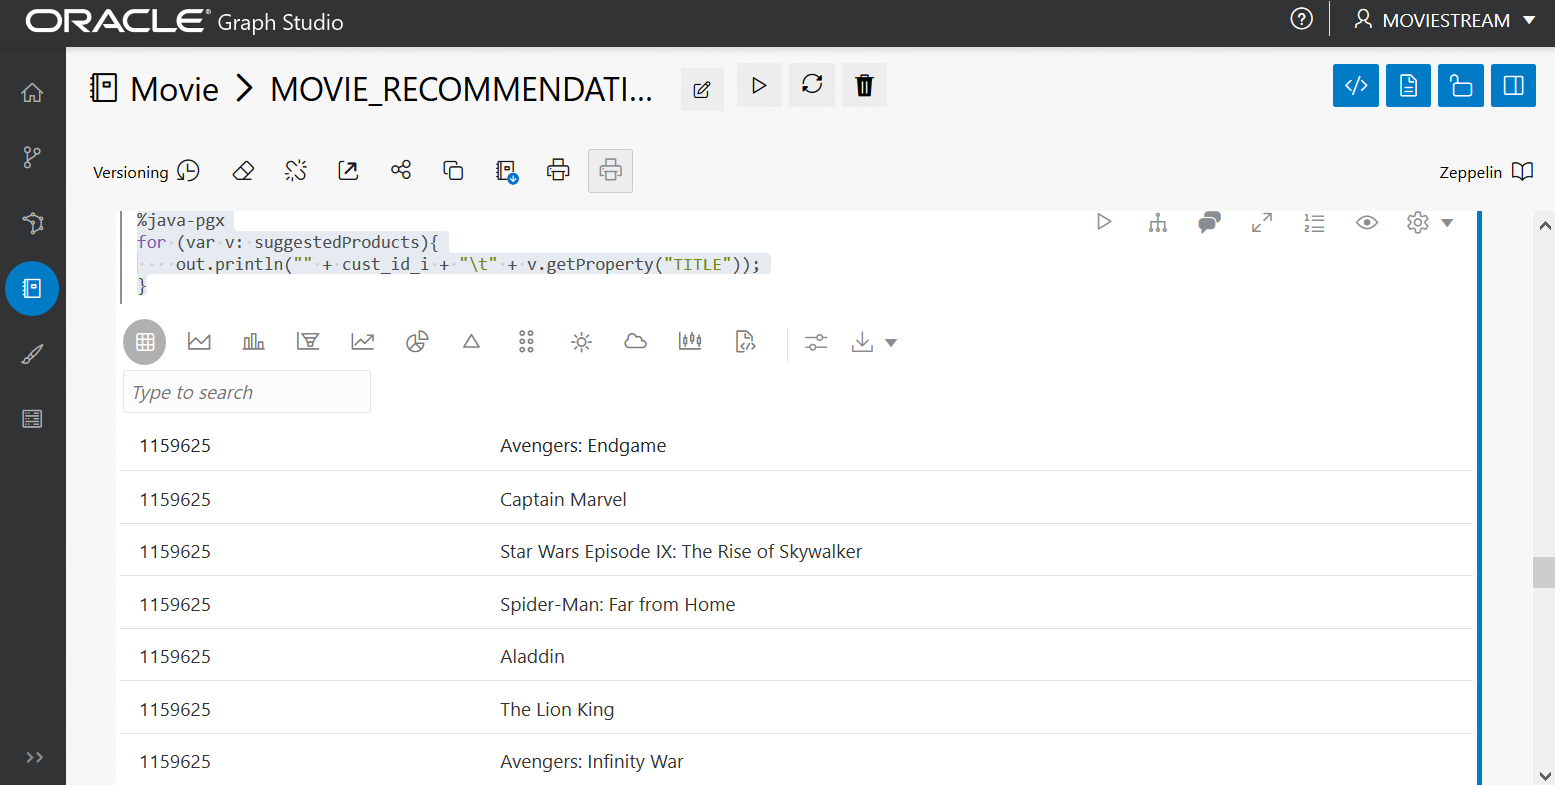 ORACLE® Graph Studio
MOVIESTREAM
Movie > MOVIE_RECOMMENDATI...
Versioning
Zeppelin
%java-pgx
for (var v: suggestedProducts){
    out.println("" + cust_id_i + "\t" + v.getProperty("TITLE"));
}
Type to search
1159625 Avengers: Endgame
1159625 Captain Marvel
1159625 Star Wars Episode IX: The Rise of Skywalker
1159625 Spider-Man: Far from Home
1159625 Aladdin
1159625 The Lion King
1159625 Avengers: Infinity War